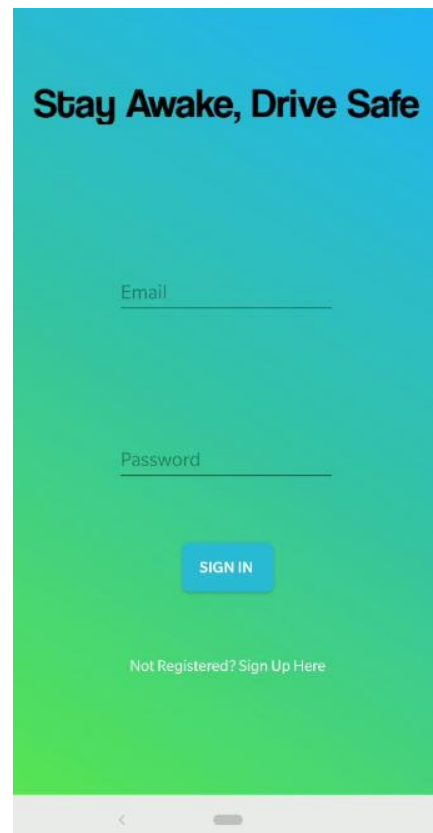 Stay Awake, Drive Safe
Email
Password
SIGN IN
Not Registered? Sign Up Here